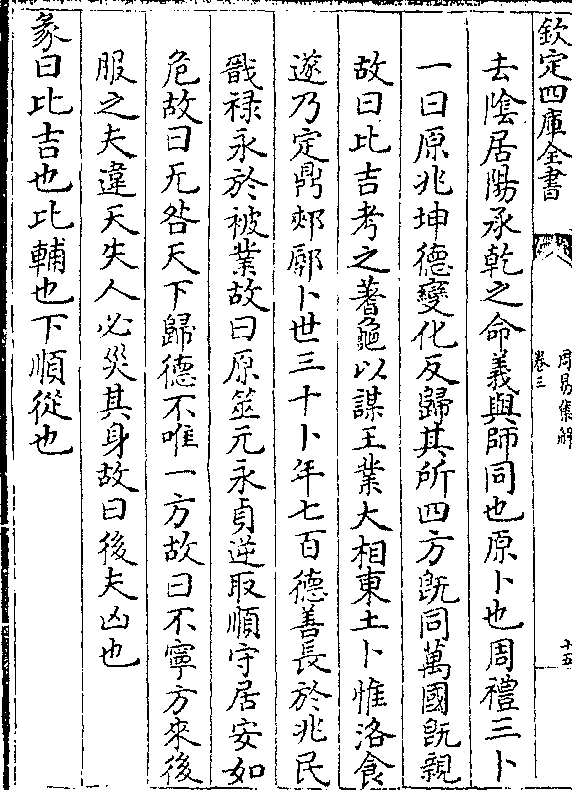 欽定四庫全書
周易集解
卷三
十五
去陰居陽承乾之命義與師同也原卜也周禮三卜
一曰原兆坤德變化反歸其所四方旣同萬國旣親
故曰比吉考之蓍龜以謀王業大相東土卜惟洛食
遂乃定鼎郟鄏卜世三十卜年七百德善長於兆民
戩禄永於被業故曰原筮元永貞逆取順守居安如
危故曰无咎天下歸德不唯一方故曰不寧方來後
服之夫違天失人必災其身故曰後夫凶也
彖曰比吉也比輔也下順從也